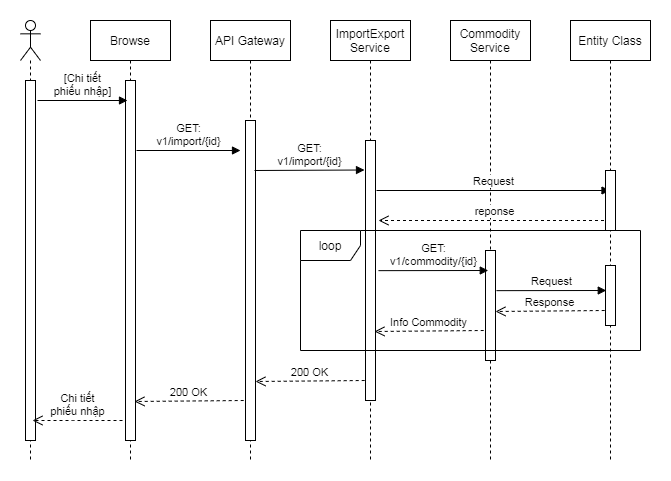 Browse
API Gateway
ImportExport
Service
Commodity
Service
Entity Class
[Chi tiết
phiếu nhập]
GET:
v1/import/{id}
GET:
v1/import/{id}
Request
reponse
loop
GET:
v1/commodity/{id}
Request
Response
Info Commodity
200 OK
200 OK
Chi tiết
phiếu nhập